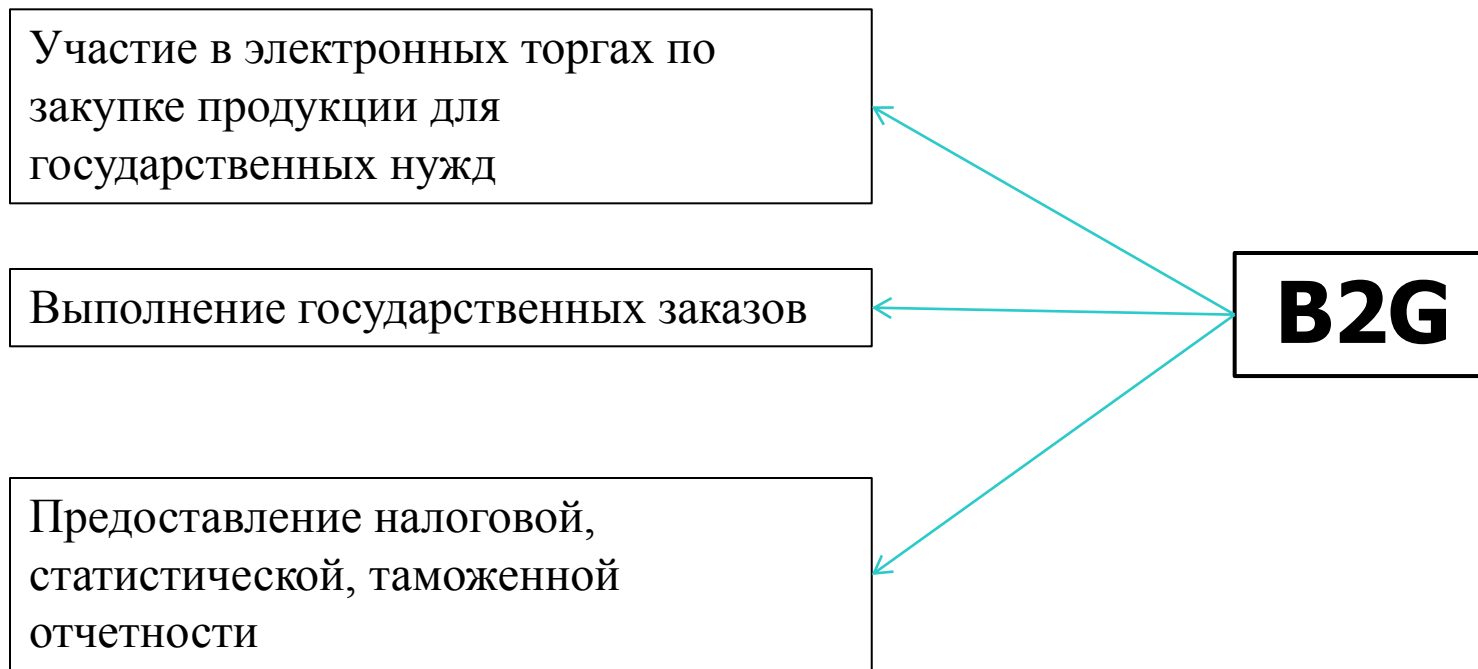 Участие в электронных торгах по
закупке продукции для
государственных нужд
Выполнение государственных заказов
B2G
Предоставление налоговой,
статистической, таможенной
отчетности